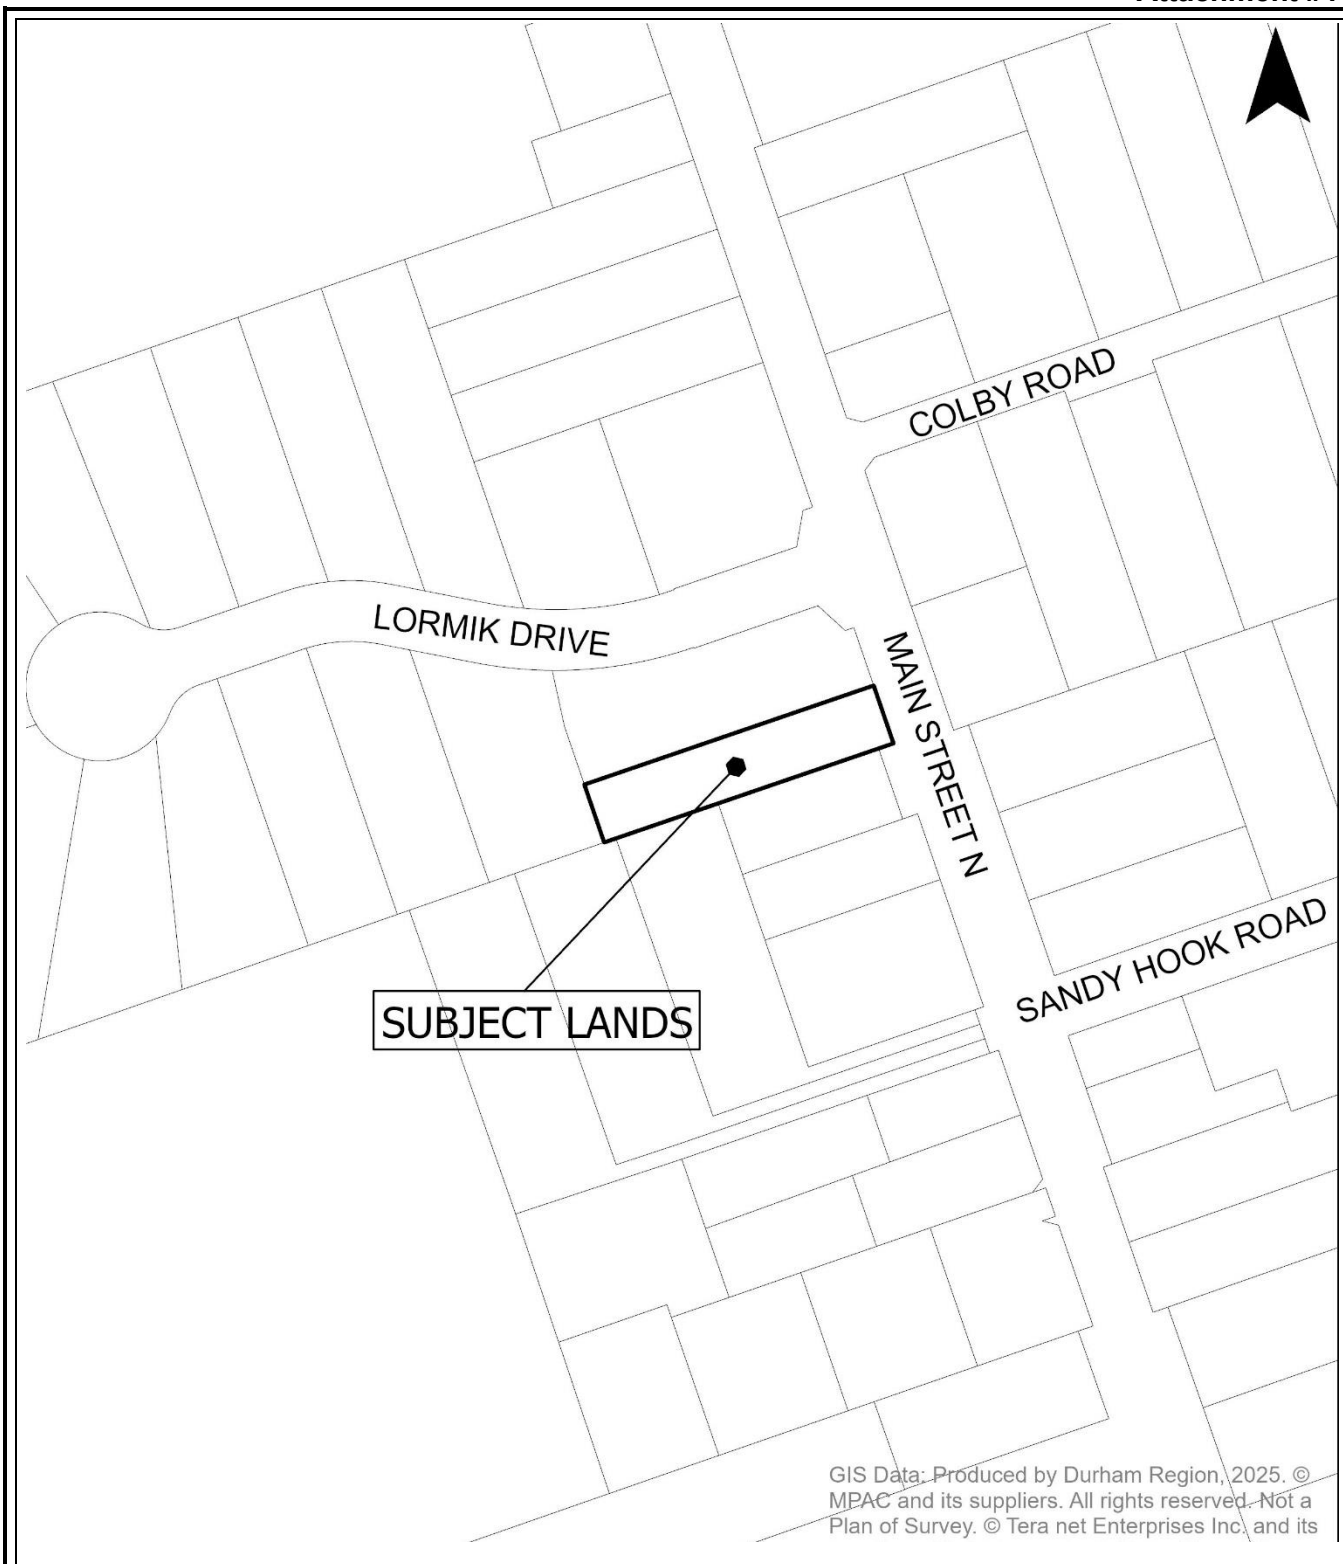 COLBY ROAD
LORMIK DRIVE
MAIN STREET N
SANDY HOOK ROAD
SUBJECT LANDS
GIS Data: Produced by Durham Region, 2025. ©
MPAC and its suppliers. All rights reserved. Not a
Plan of Survey. © Tera net Enterprises Inc. and its